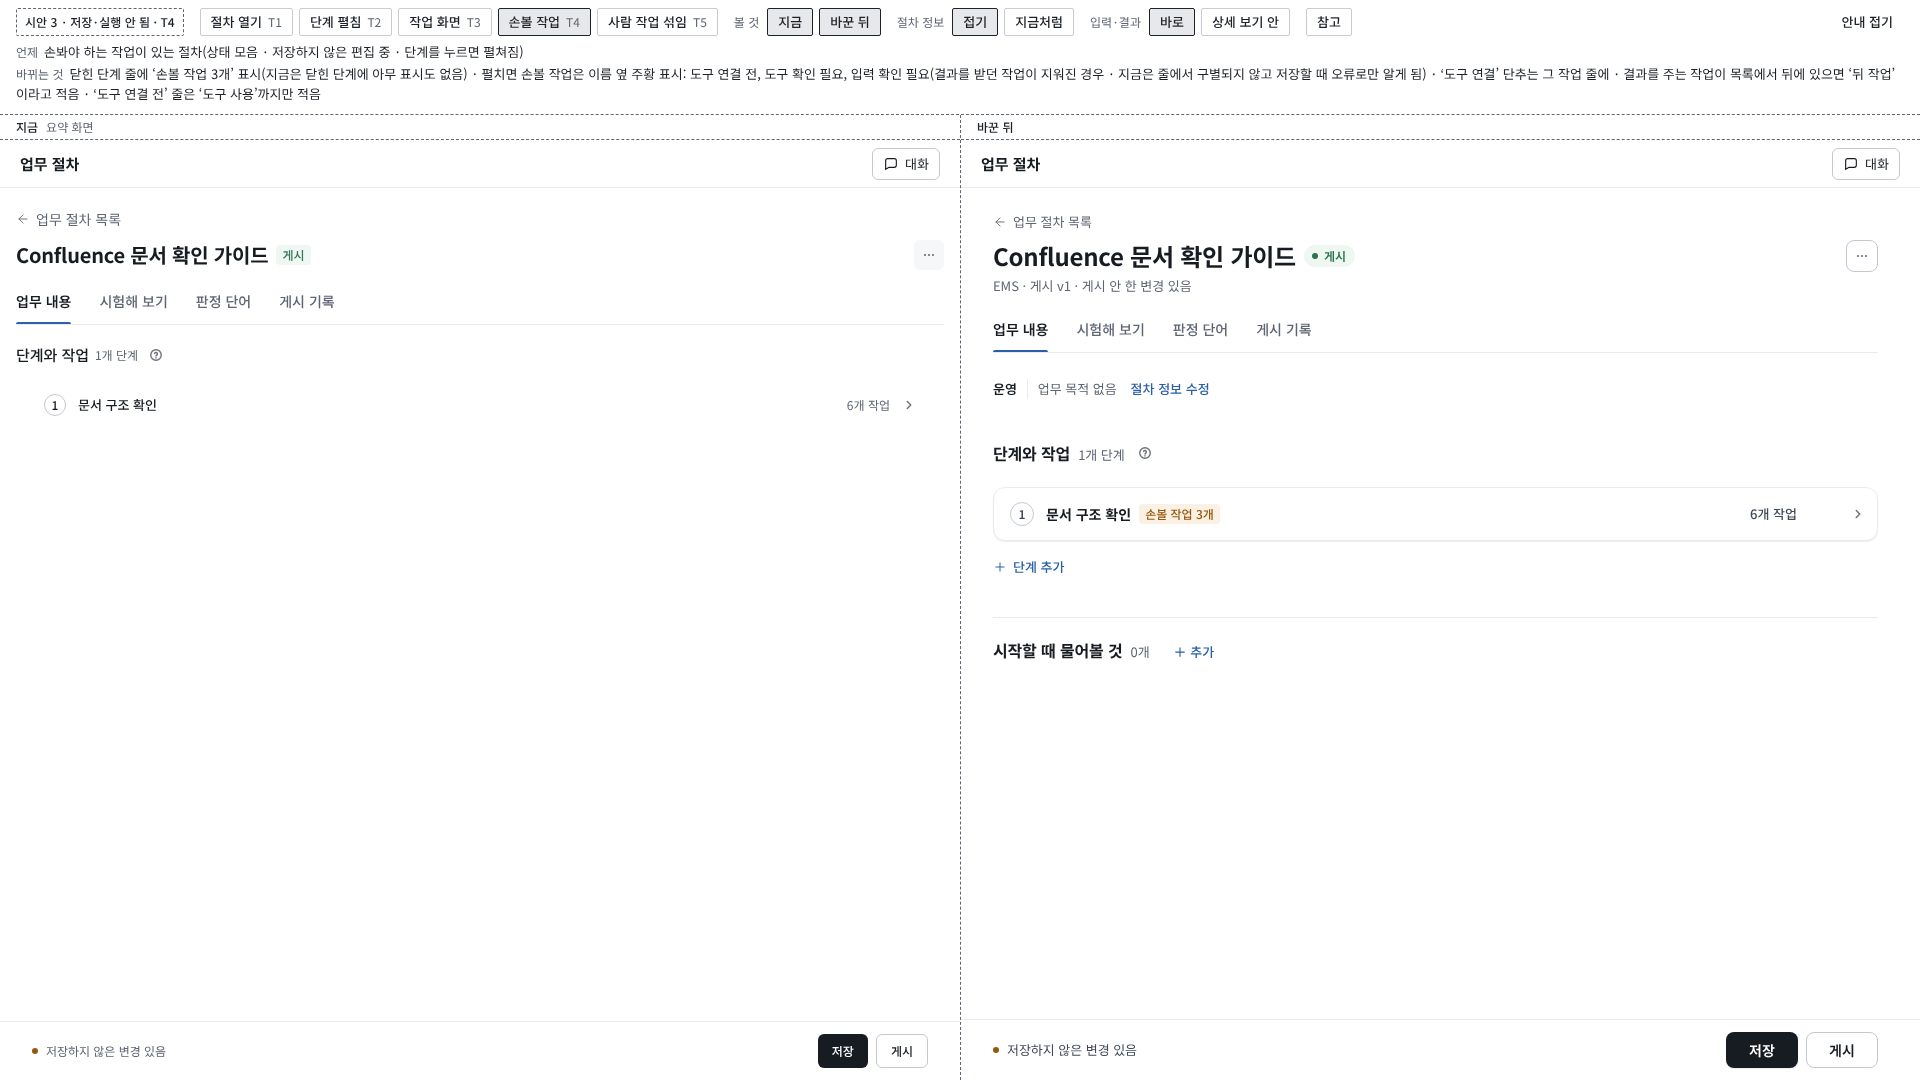 시안 3 · 저장·실행 안 됨 · T4 절차 열기 T1 단계 펼침 T2 작업 화면 T3 손볼 작업 T4 사람 작업 섞임 T5 볼 것 지금 바꾼 뒤 절차 정보 접기 지금처럼 입력·결과 바로 상세 보기 안 참고 안내 접기
언제 손봐야 하는 작업이 있는 절차(상태 모음 · 저장하지 않은 편집 중 · 단계를 누르면 펼쳐짐)
바뀌는 것 닫힌 단계 줄에 ‘손볼 작업 3개’ 표시(지금은 닫힌 단계에 아무 표시도 없음) · 펼치면 손볼 작업은 이름 옆 주황 표시: 도구 연결 전, 도구 확인 필요, 입력 확인 필요(결과를 받던 작업이 지워진 경우 · 지금은 줄에서 구별되지 않고 저장할 때 오류로만 알게 됨) · ‘도구 연결’ 단추는 그 작업 줄에 · 결과를 주는 작업이 목록에서 뒤에 있으면 ‘뒤 작업’
이라고 적음 · ‘도구 연결 전’ 줄은 ‘도구 사용’까지만 적음
지금 요약 화면
업무 절차
대화
업무 절차 목록
Confluence 문서 확인 가이드 게시
업무 내용 시험해 보기 판정 단어 게시 기록
단계와 작업 1개 단계
1 문서 구조 확인 6개 작업
저장하지 않은 변경 있음 저장 게시
바꾼 뒤
업무 절차
대화
업무 절차 목록
Confluence 문서 확인 가이드 게시
EMS · 게시 v1 · 게시 안 한 변경 있음
업무 내용 시험해 보기 판정 단어 게시 기록
운영 업무 목적 없음 절차 정보 수정
단계와 작업 1개 단계
1 문서 구조 확인 손볼 작업 3개 6개 작업
단계 추가
시작할 때 물어볼 것 0개 추가
저장하지 않은 변경 있음 저장 게시